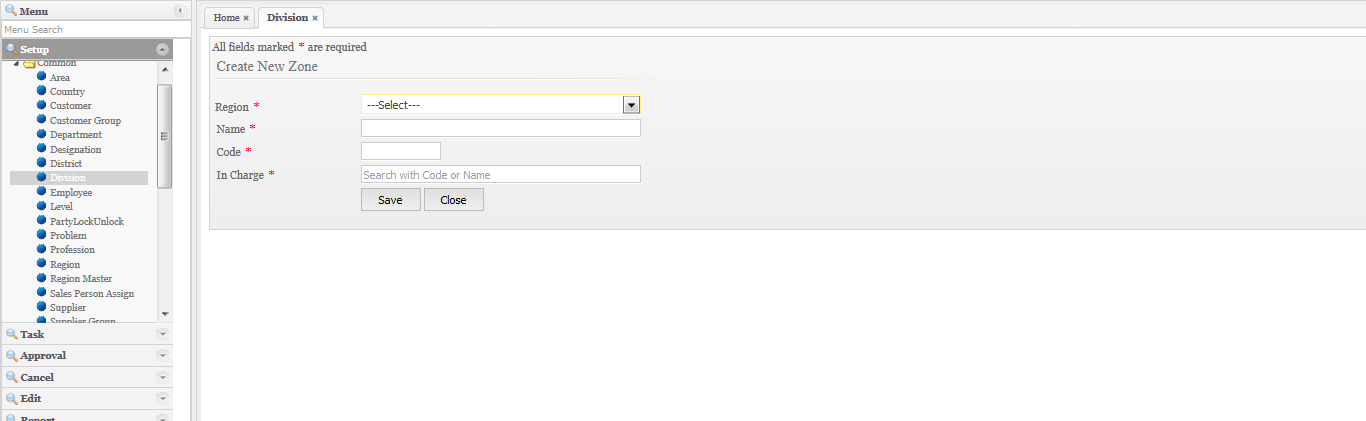 Menu
Menu Search
Setup
Common
Area
Country
Customer
Customer Group
Department
Designation
District
Division
Employee
Level
PartyLockUnlock
Problem
Profession
Region
Region Master
Sales Person Assign
Supplier
Supplier Group
Task
Approval
Cancel
Edit
Report
Home × Division ×
All fields marked * are required
Create New Zone
Region * ---Select---
Name *
Code *
In Charge * Search with Code or Name
Save Close